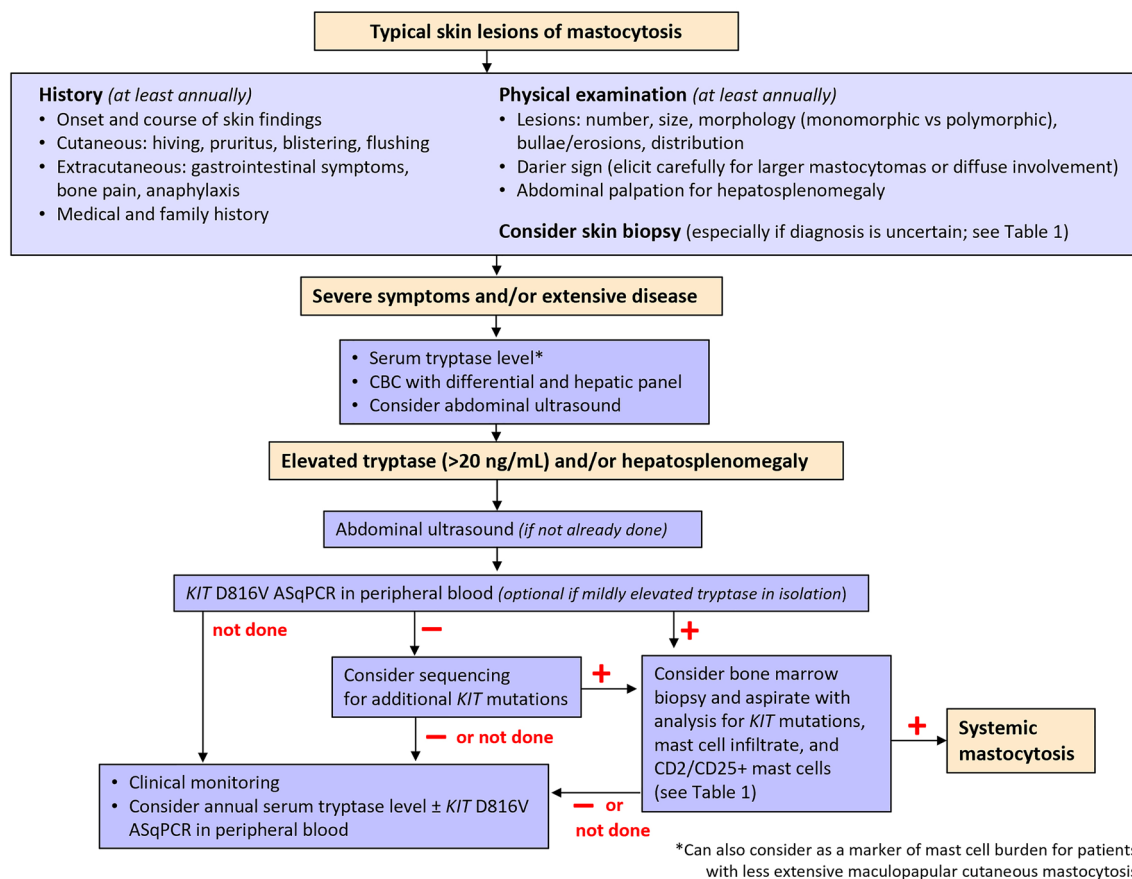 Typical skin lesions of mastocytosis
History (at least annually)
• Onset and course of skin findings
• Cutaneous: hiving, pruritus, blistering, flushing
• Extracutaneous: gastrointestinal symptoms,
bone pain, anaphylaxis
• Medical and family history
Physical examination (at least annually)
• Lesions: number, size, morphology (monomorphic vs polymorphic),
bullae/erosions, distribution
• Darier sign (elicit carefully for larger mastocytomas or diffuse involvement)
• Abdominal palpation for hepatosplenomegaly
Consider skin biopsy (especially if diagnosis is uncertain; see Table 1)
Severe symptoms and/or extensive disease
• Serum tryptase level*
• CBC with differential and hepatic panel
• Consider abdominal ultrasound
Elevated tryptase (>20 ng/mL) and/or hepatosplenomegaly
Abdominal ultrasound (if not already done)
KIT D816V ASqPCR in peripheral blood (optional if mildly elevated tryptase in isolation)
not done
−
+
Consider sequencing
for additional KIT mutations
+
− or not done
Consider bone marrow
biopsy and aspirate with
analysis for KIT mutations,
mast cell infiltrate, and
CD2/CD25+ mast cells
(see Table 1)
+
Systemic
mastocytosis
− or
not done
• Clinical monitoring
• Consider annual serum tryptase level ± KIT D816V
ASqPCR in peripheral blood
*Can also consider as a marker of mast cell burden for patients
with less extensive maculopapular cutaneous mastocytosis